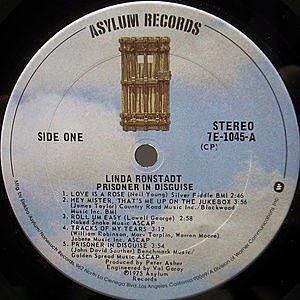 ASYLUM RECORDS
SIDE ONE
STEREO
7E-1045-A
(CP)
LINDA RONSTADT
PRISONER IN DISGUISE
1. LOVE IS A ROSE (Neil Young) Silver Fiddle BMI 2:46
2. HEY MISTER, THAT'S ME UP ON THE JUKEBOX 3:56
(James Taylor) Country Road Music Inc. Blackwood
Music Inc. BMI
3. ROLL UM EASY (Lowell George) 2:58
Naked Snake Music ASCAP
4. TRACKS OF MY TEARS 3:12
(William Robinson, Marv Tarplin, Warren Moore)
Jobete Music Inc. ASCAP
5. PRISONER IN DISGUISE 3:54
(John David Souther) Benchmark Music/
Golden Spread Music ASCAP
Produced by Peter Asher
Engineered by Val Garay
℗1975 Asylum
Records